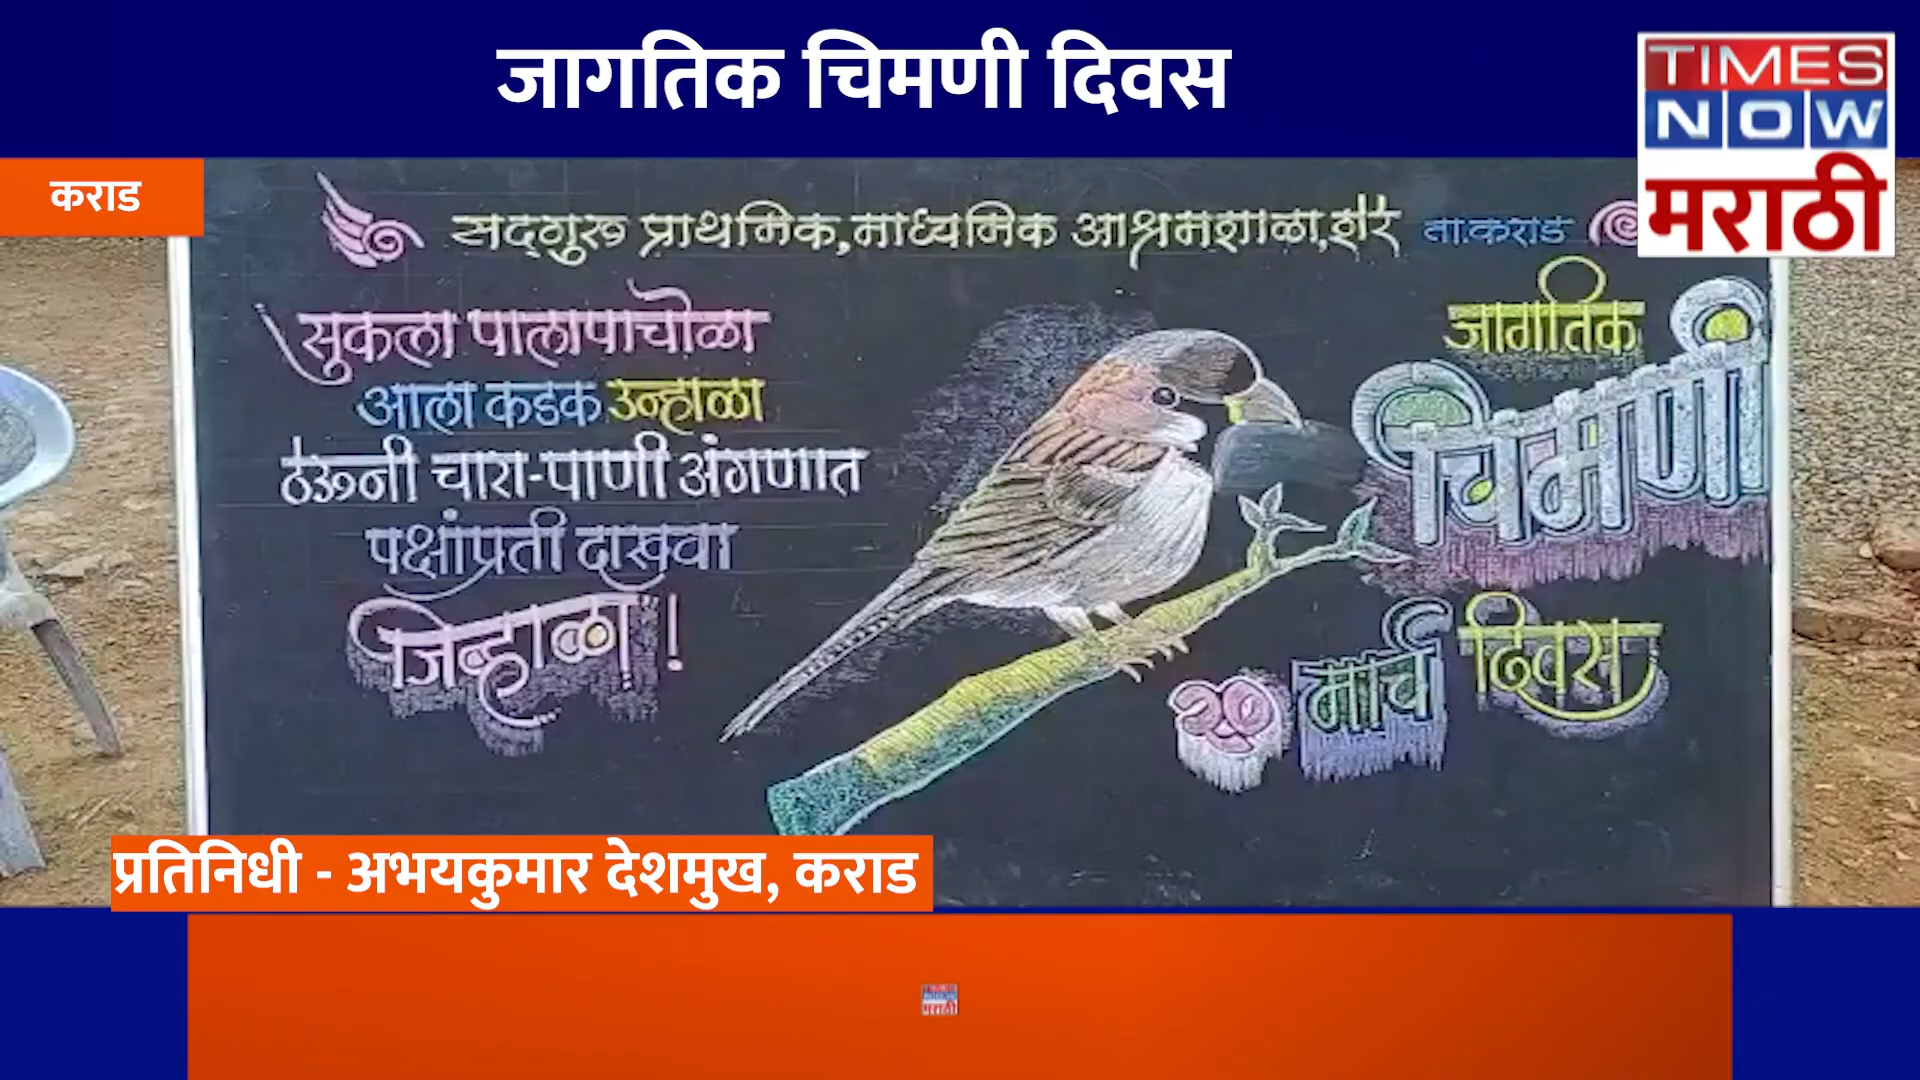 जागतिक चिमणी दिवस
TIMES
NOW
मराठी
कराड
सद्गुरु प्राथमिक,माध्यमिक आश्रमशाळा,शेरे ता.कराड
सुकला पालापाचोळा
आला कडक उन्हाळा
ठेऊनी चारा-पाणी अंगणात
पक्षांप्रती दाखवा
जिव्हाळा!
जागतिक
चिमणी
२० मार्च दिवस
प्रतिनिधी - अभयकुमार देशमुख, कराड